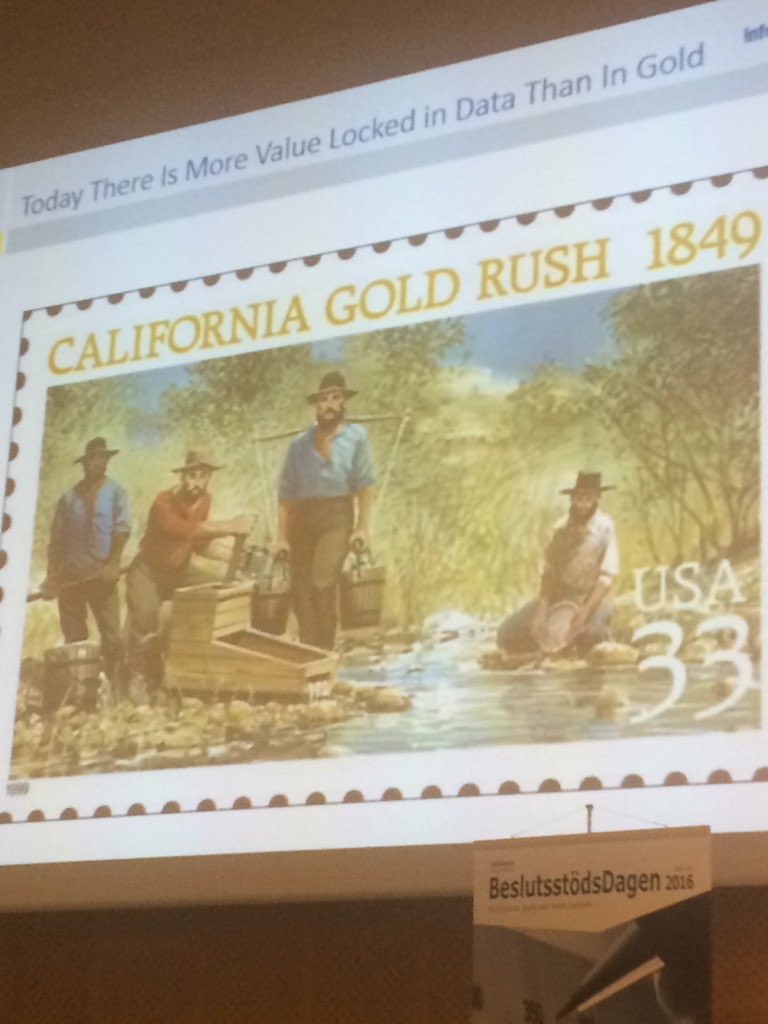 Today There Is More Value Locked in Data Than In Gold
CALIFORNIA GOLD RUSH 1849
USA
33
1999
BeslutsstödsDagen 2016